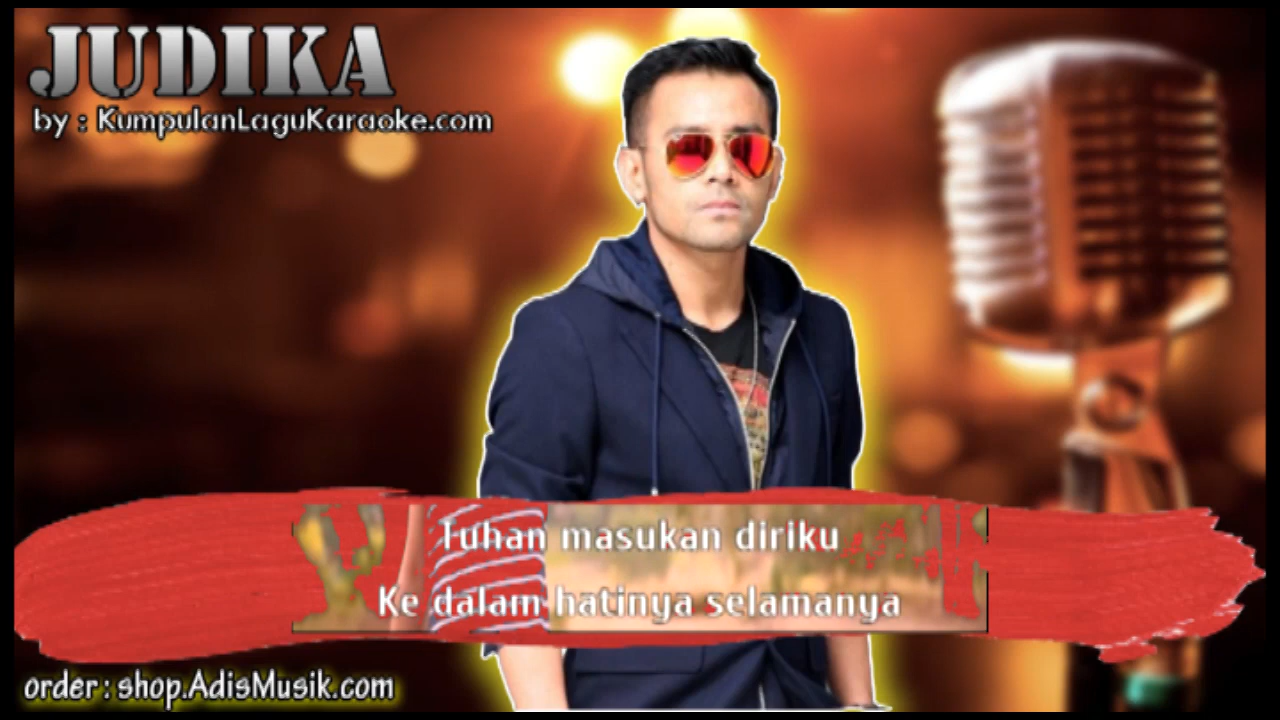 JUDIKA
by : KumpulanLaguKaraoke.com
Tuhan masukan diriku
Ke dalam hatinya selamanya
order : shop.AdisMusik.com